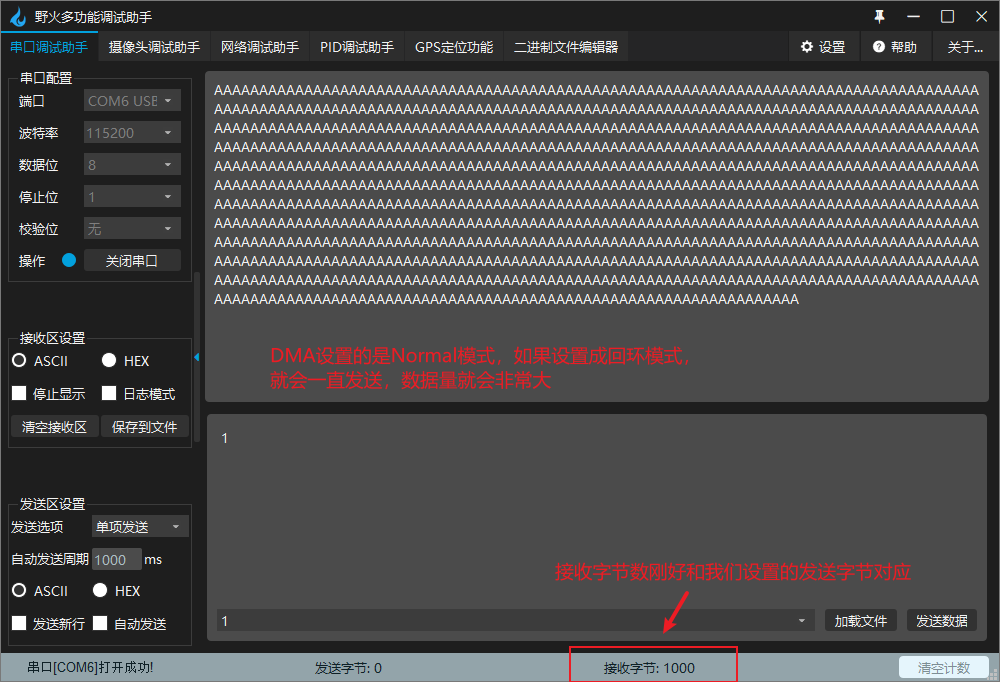 野火多功能调试助手
串口调试助手 摄像头调试助手 网络调试助手 PID调试助手 GPS定位功能 二进制文件编辑器 设置 帮助 关于...
串口配置
端口 COM6 USB
波特率 115200
数据位 8
停止位 1
校验位 无
操作 关闭串口
接收区设置
ASCII HEX
停止显示 日志模式
清空接收区 保存到文件
发送区设置
发送选项 单项发送
自动发送周期 1000 ms
ASCII HEX
发送新行 自动发送
AAAAAAAAAAAAAAAAAAAAAAAAAAAAAAAAAAAAAAAAAAAAAAAAAAAAAAAAAAAAAAAAAAAAAAAAAAAAAAAAAAAAA
AAAAAAAAAAAAAAAAAAAAAAAAAAAAAAAAAAAAAAAAAAAAAAAAAAAAAAAAAAAAAAAAAAAAAAAAAAAAAAAAAAAAA
AAAAAAAAAAAAAAAAAAAAAAAAAAAAAAAAAAAAAAAAAAAAAAAAAAAAAAAAAAAAAAAAAAAAAAAAAAAAAAAAAAAAA
AAAAAAAAAAAAAAAAAAAAAAAAAAAAAAAAAAAAAAAAAAAAAAAAAAAAAAAAAAAAAAAAAAAAAAAAAAAAAAAAAAAAA
AAAAAAAAAAAAAAAAAAAAAAAAAAAAAAAAAAAAAAAAAAAAAAAAAAAAAAAAAAAAAAAAAAAAAAAAAAAAAAAAAAAAA
AAAAAAAAAAAAAAAAAAAAAAAAAAAAAAAAAAAAAAAAAAAAAAAAAAAAAAAAAAAAAAAAAAAAAAAAAAAAAAAAAAAAA
AAAAAAAAAAAAAAAAAAAAAAAAAAAAAAAAAAAAAAAAAAAAAAAAAAAAAAAAAAAAAAAAAAAAAAAAAAAAAAAAAAAAA
AAAAAAAAAAAAAAAAAAAAAAAAAAAAAAAAAAAAAAAAAAAAAAAAAAAAAAAAAAAAAAAAAAAAAAAAAAAAAAAAAAAAA
AAAAAAAAAAAAAAAAAAAAAAAAAAAAAAAAAAAAAAAAAAAAAAAAAAAAAAAAAAAAAAAAAAAAAAAAAAAAAAAAAAAAA
AAAAAAAAAAAAAAAAAAAAAAAAAAAAAAAAAAAAAAAAAAAAAAAAAAAAAAAAAAAAAAAAAAAAAAAAAAAAAAAAAAAAA
AAAAAAAAAAAAAAAAAAAAAAAAAAAAAAAAAAAAAAAAAAAAAAAAAAAAAAAAAAAAAAAAAAAAAAAAAAAAAAAAAAAAA
AAAAAAAAAAAAAAAAAAAAAAAAAAAAAAAAAAAAAAAAAAAAAAAAAAAAAAAAAAAAAAAAA
DMA设置的是Normal模式，如果设置成回环模式，
就会一直发送，数据量就会非常大
1
接收字节数刚好和我们设置的发送字节对应
1 加载文件 发送数据
串口[COM6]打开成功! 发送字节: 0 接收字节: 1000 清空计数